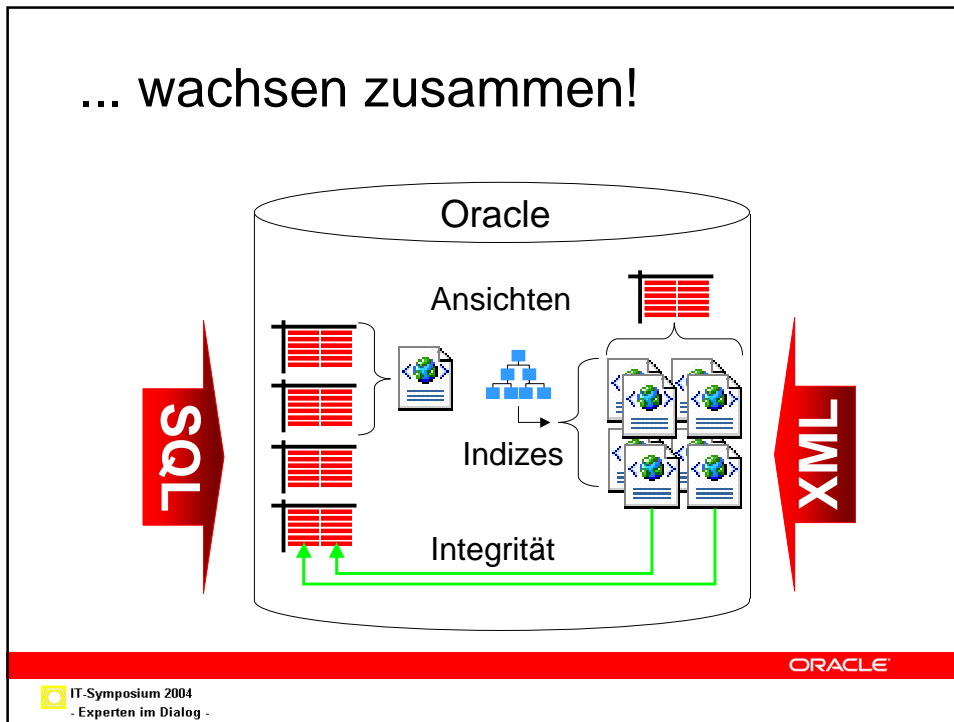 ... wachsen zusammen!
Oracle
Ansichten
SQL
XML
Indizes
Integrität
ORACLE
IT-Symposium 2004
- Experten im Dialog -